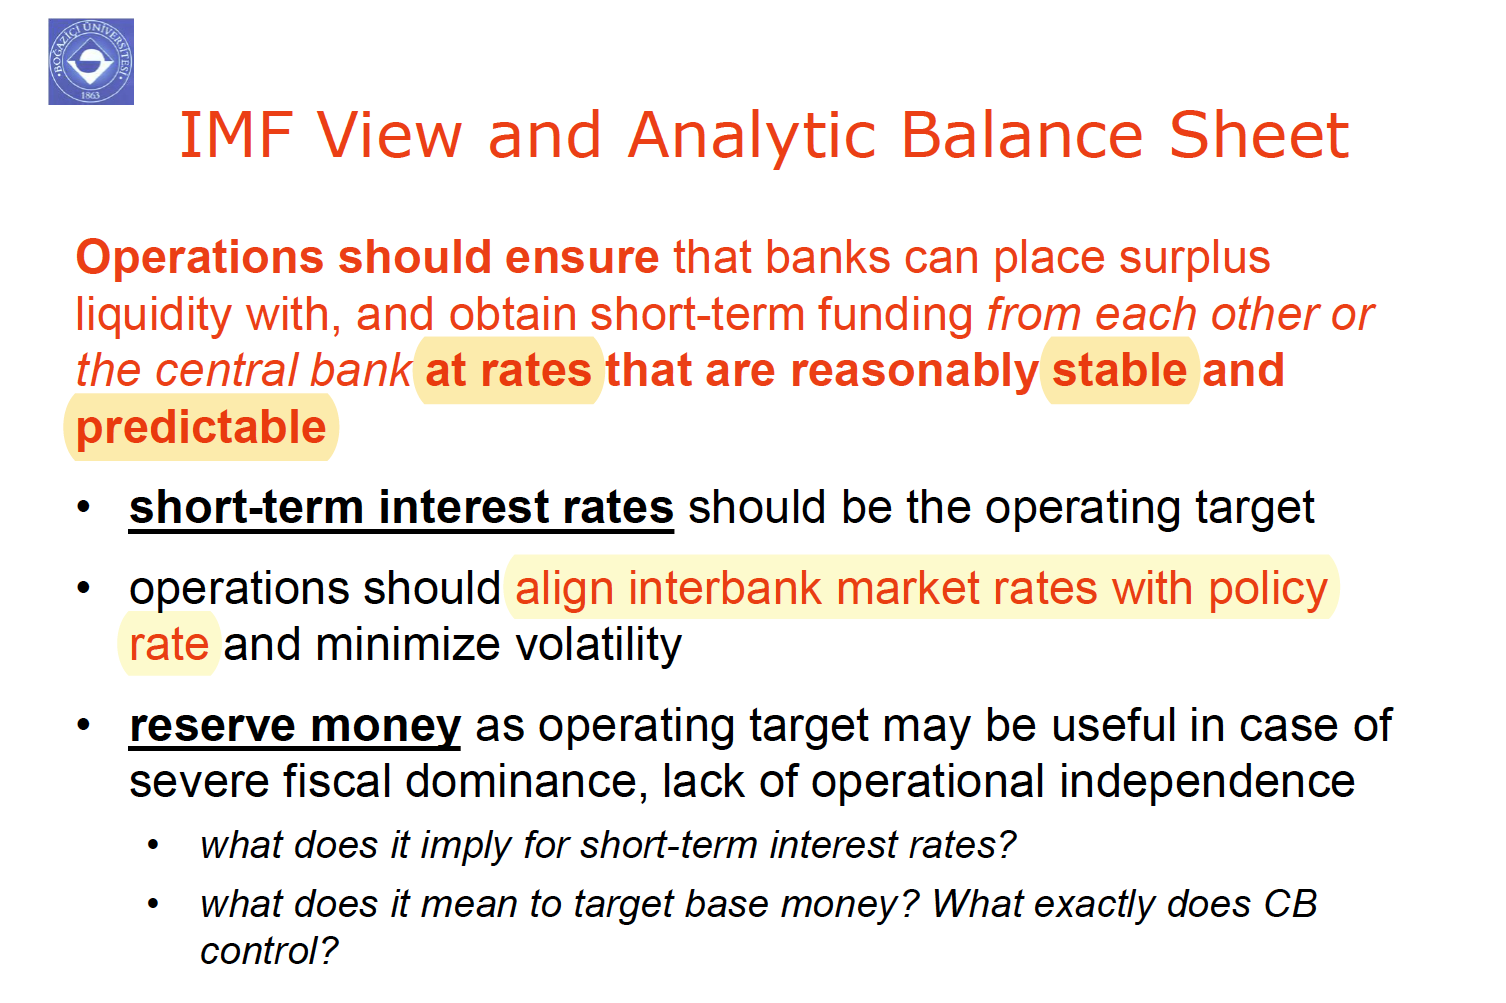 BOĞAZİÇİ ÜNİVERSİTESİ
1863
IMF View and Analytic Balance Sheet
Operations should ensure that banks can place surplus
liquidity with, and obtain short-term funding from each other or
the central bank at rates that are reasonably stable and
predictable
• short-term interest rates should be the operating target
• operations should align interbank market rates with policy
rate and minimize volatility
• reserve money as operating target may be useful in case of
severe fiscal dominance, lack of operational independence
• what does it imply for short-term interest rates?
• what does it mean to target base money? What exactly does CB
control?